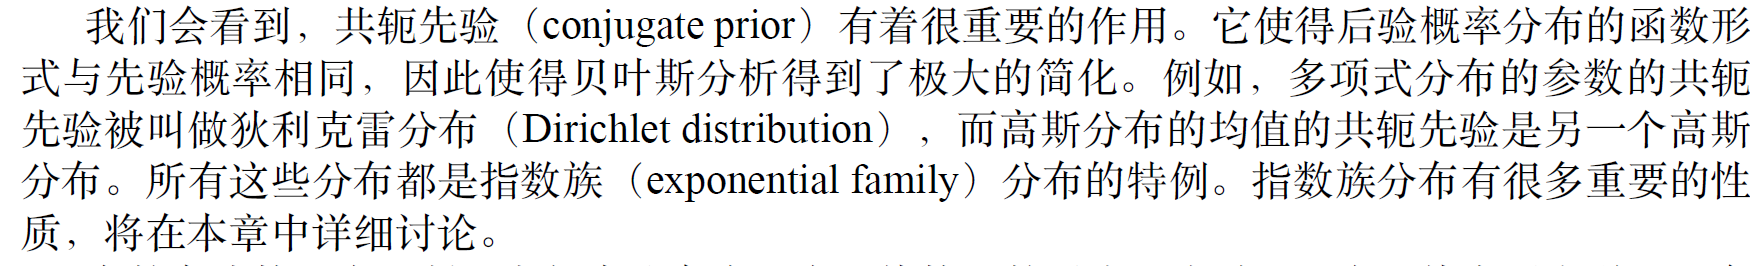 我们会看到，共轭先验（conjugate prior）有着很重要的作用。它使得后验概率分布的函数形
式与先验概率相同，因此使得贝叶斯分析得到了极大的简化。例如，多项式分布的参数的共轭
先验被叫做狄利克雷分布（Dirichlet distribution），而高斯分布的均值的共轭先验是另一个高斯
分布。所有这些分布都是指数族（exponential family）分布的特例。指数族分布有很多重要的性
质，将在本章中详细讨论。